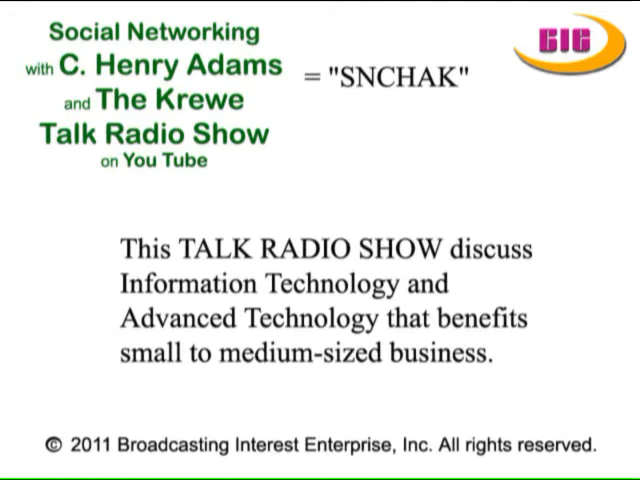 Social Networking
with C. Henry Adams
and The Krewe
Talk Radio Show
on You Tube
= "SNCHAK"
This TALK RADIO SHOW discuss
Information Technology and
Advanced Technology that benefits
small to medium-sized business.
© 2011 Broadcasting Interest Enterprise, Inc. All rights reserved.